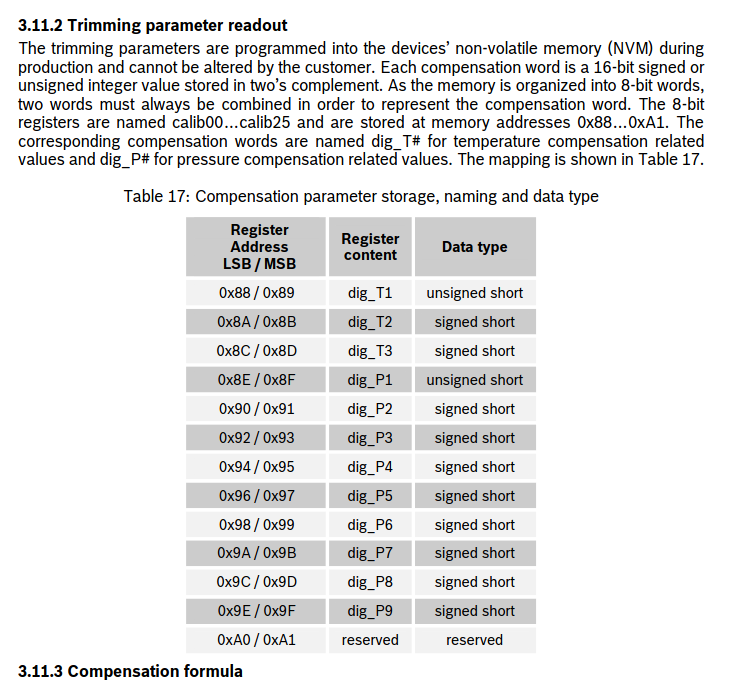 3.11.2 Trimming parameter readout
The trimming parameters are programmed into the devices’ non-volatile memory (NVM) during
production and cannot be altered by the customer. Each compensation word is a 16-bit signed or
unsigned integer value stored in two’s complement. As the memory is organized into 8-bit words,
two words must always be combined in order to represent the compensation word. The 8-bit
registers are named calib00...calib25 and are stored at memory addresses 0x88...0xA1. The
corresponding compensation words are named dig_T# for temperature compensation related
values and dig_P# for pressure compensation related values. The mapping is shown in Table 17.
Table 17: Compensation parameter storage, naming and data type
Register Address LSB / MSB Register content Data type
0x88 / 0x89 dig_T1 unsigned short
0x8A / 0x8B dig_T2 signed short
0x8C / 0x8D dig_T3 signed short
0x8E / 0x8F dig_P1 unsigned short
0x90 / 0x91 dig_P2 signed short
0x92 / 0x93 dig_P3 signed short
0x94 / 0x95 dig_P4 signed short
0x96 / 0x97 dig_P5 signed short
0x98 / 0x99 dig_P6 signed short
0x9A / 0x9B dig_P7 signed short
0x9C / 0x9D dig_P8 signed short
0x9E / 0x9F dig_P9 signed short
0xA0 / 0xA1 reserved reserved
3.11.3 Compensation formula